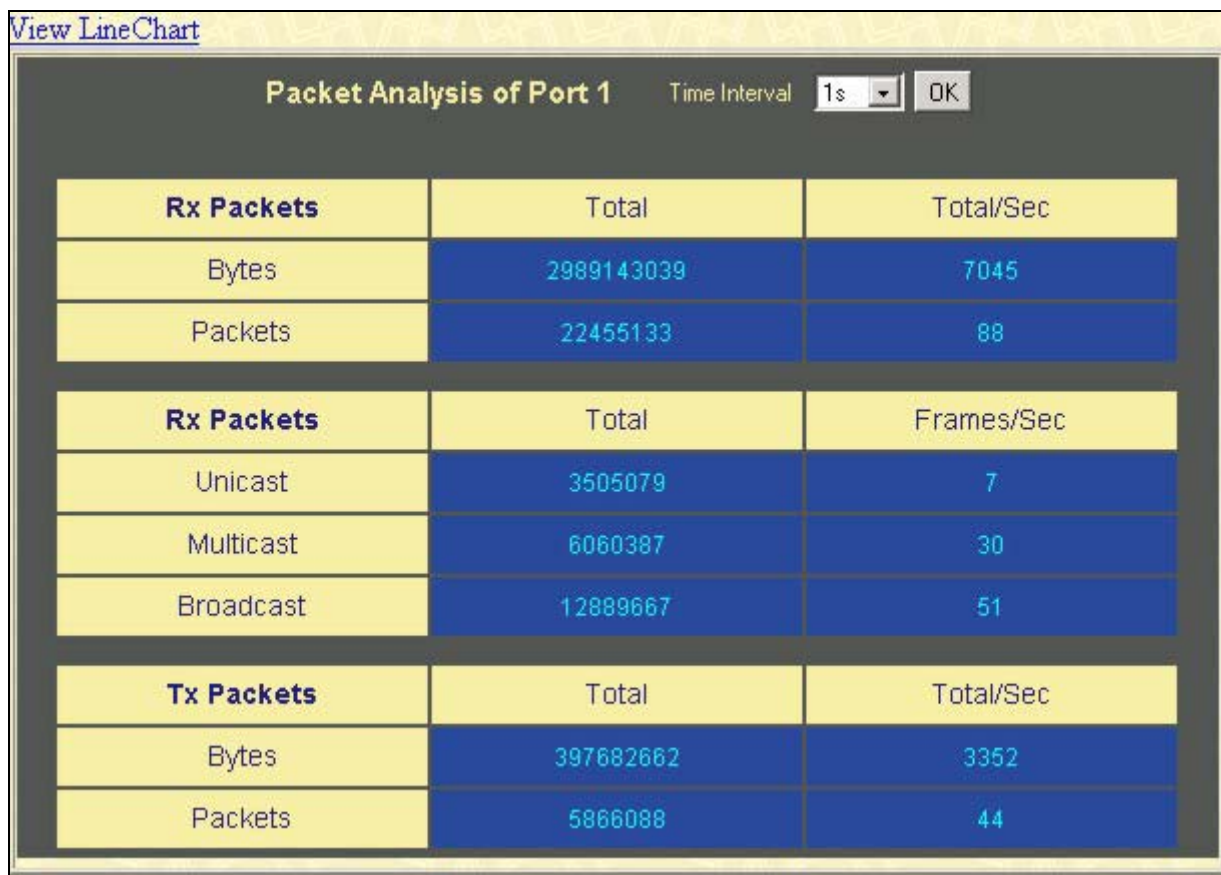 View LineChart
Packet Analysis of Port 1 Time Interval 1s OK
Rx Packets Total Total/Sec
Bytes 2989143039 7045
Packets 22455133 88
Rx Packets Total Frames/Sec
Unicast 3505079 7
Multicast 6060387 30
Broadcast 12889667 51
Tx Packets Total Total/Sec
Bytes 397682662 3352
Packets 5866088 44